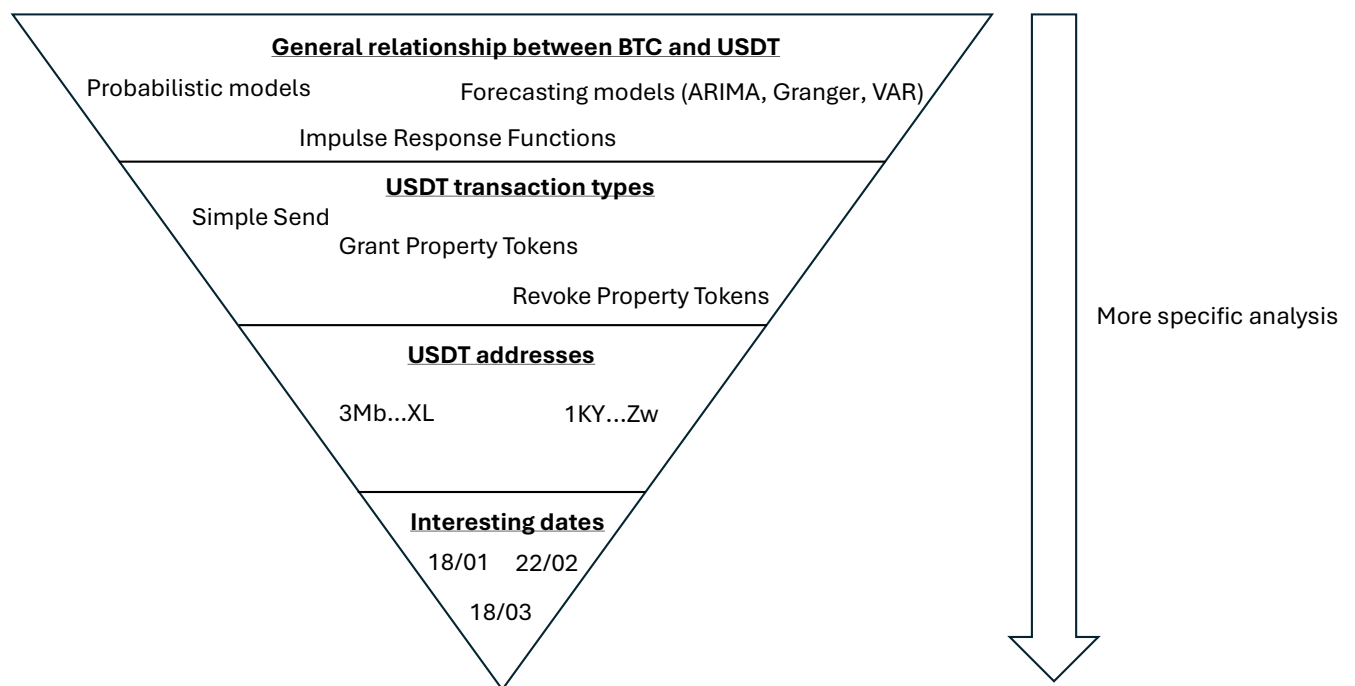 General relationship between BTC and USDT
Probabilistic models
Forecasting models (ARIMA, Granger, VAR)
Impulse Response Functions
USDT transaction types
Simple Send
Grant Property Tokens
Revoke Property Tokens
More specific analysis
USDT addresses
3Mb...XL
1KY...Zw
Interesting dates
18/01
22/02
18/03